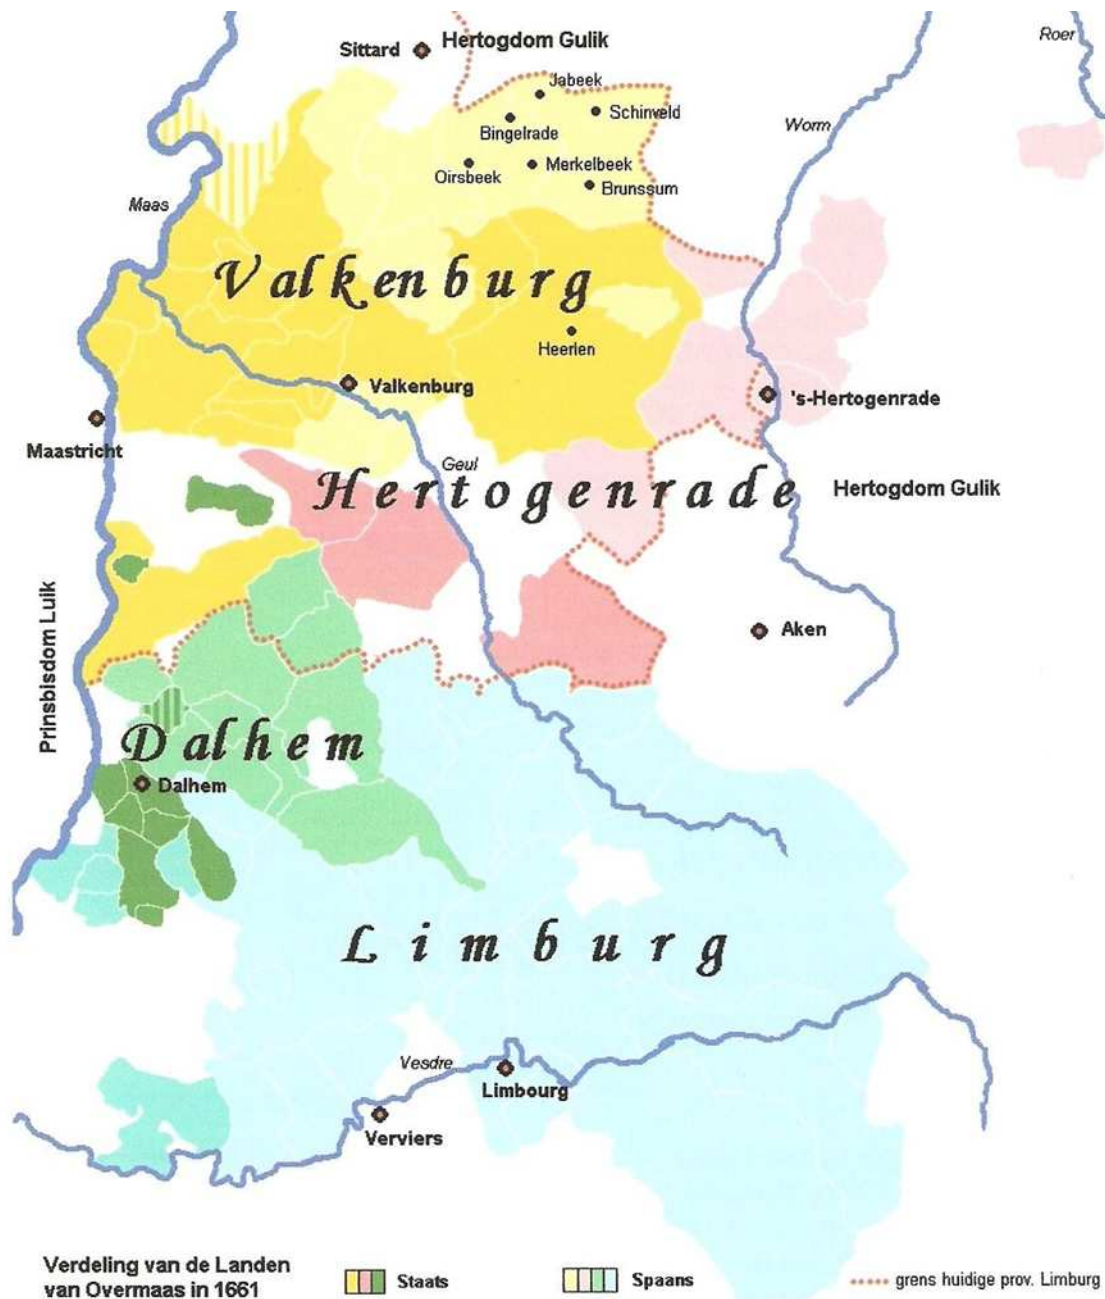 Sittard
Hertogdom Gulik
Roer
Jabeek
Schinveld
Bingelrade
Worm
Oirsbeek
Merkelbeek
Brunssum
Maas
Valkenburg
Heerlen
Valkenburg
's-Hertogenrade
Maastricht
Geul
Hertogenrade
Hertogdom Gulik
Prinsbisdom Luik
Aken
Dalhem
Dalhem
Limburg
Vesdre
Limbourg
Verviers
Verdeling van de Landen
van Overmaas in 1661
Staats
Spaans
grens huidige prov. Limburg